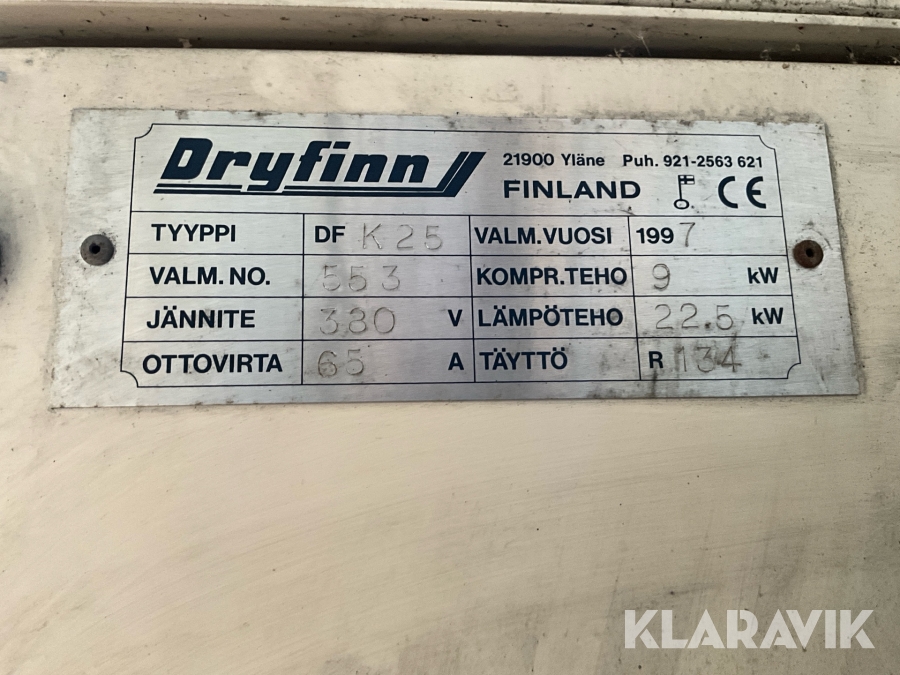 Dryfinn
21900 Yläne Puh. 921-2563 621
FINLAND CE
TYYPPI DF K25 VALM.VUOSI 1997
VALM. NO. 553 KOMPR.TEHO 9 kW
JÄNNITE 380 V LÄMPÖTEHO 22.5 kW
OTTOVIRTA 65 A TÄYTTÖ R 134
KLARAVIK